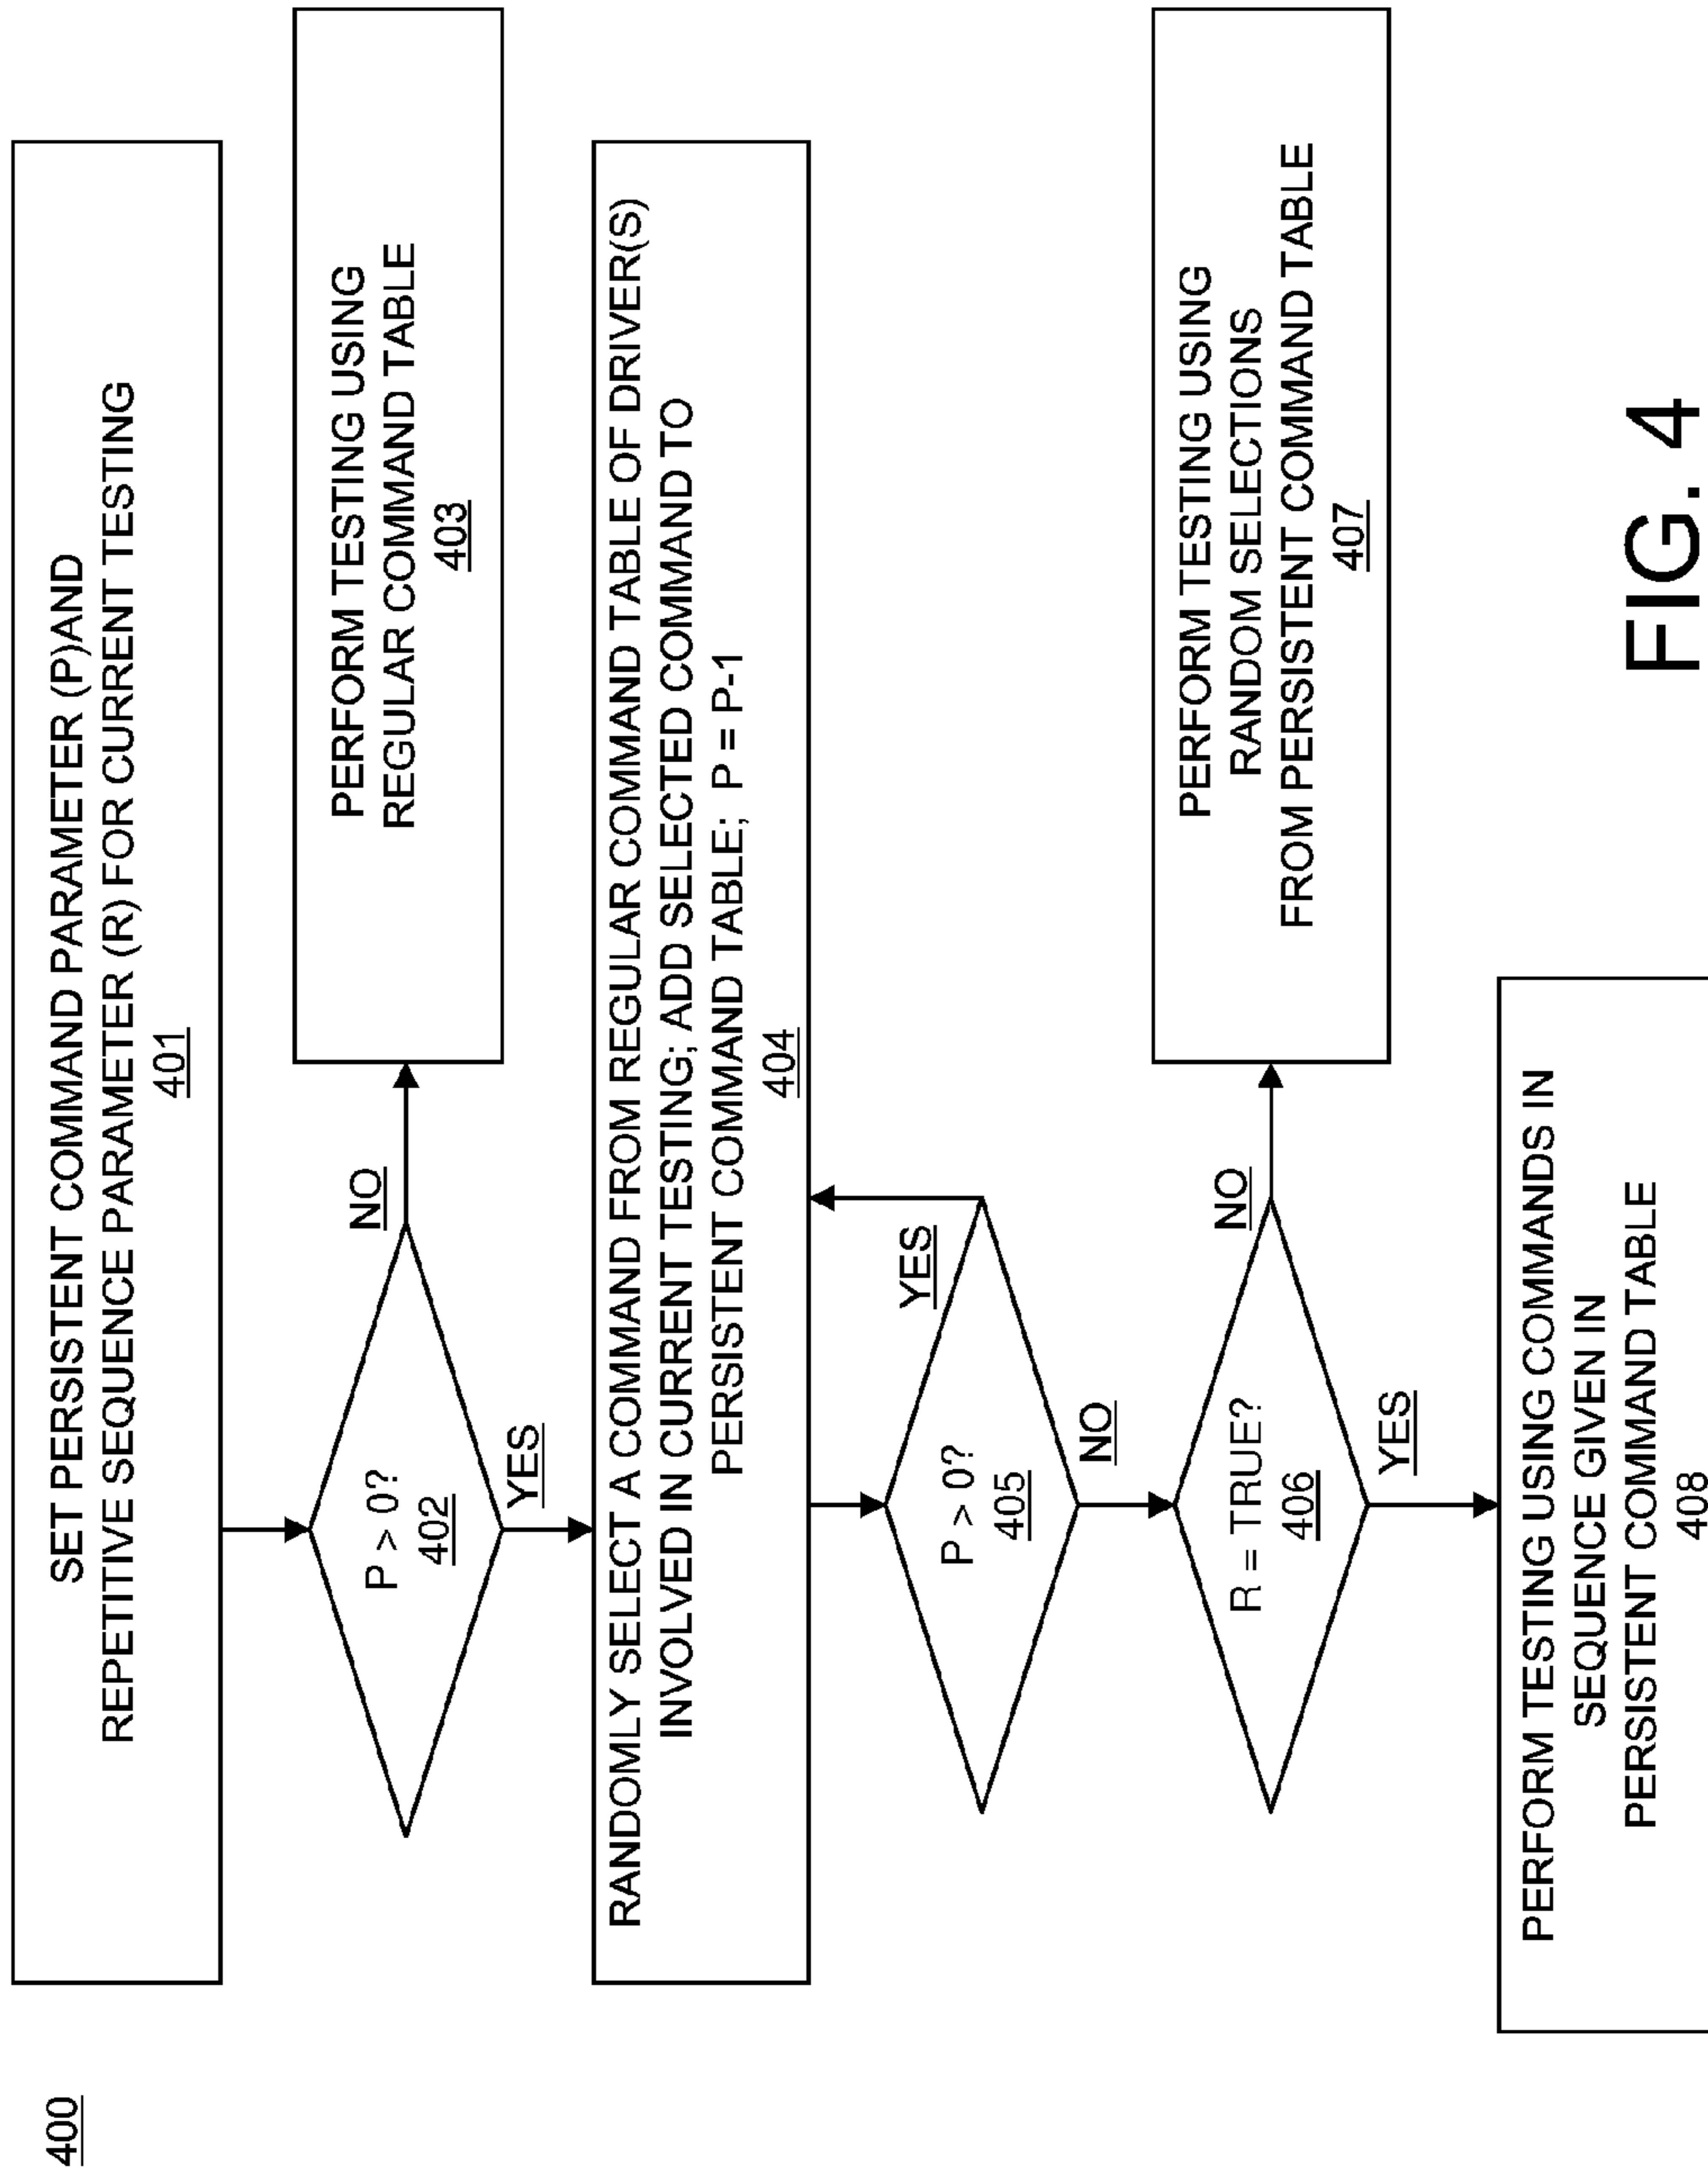 400
SET PERSISTENT COMMAND PARAMETER (P)AND
REPETITIVE SEQUENCE PARAMETER (R) FOR CURRENT TESTING
401
P > 0?
402
NO
PERFORM TESTING USING
REGULAR COMMAND TABLE
403
YES
RANDOMLY SELECT A COMMAND FROM REGULAR COMMAND TABLE OF DRIVER(S)
INVOLVED IN CURRENT TESTING; ADD SELECTED COMMAND TO
PERSISTENT COMMAND TABLE; P = P-1
404
P > 0?
405
YES
NO
R = TRUE?
406
NO
PERFORM TESTING USING
RANDOM SELECTIONS
FROM PERSISTENT COMMAND TABLE
407
YES
PERFORM TESTING USING COMMANDS IN
SEQUENCE GIVEN IN
PERSISTENT COMMAND TABLE
408
FIG. 4